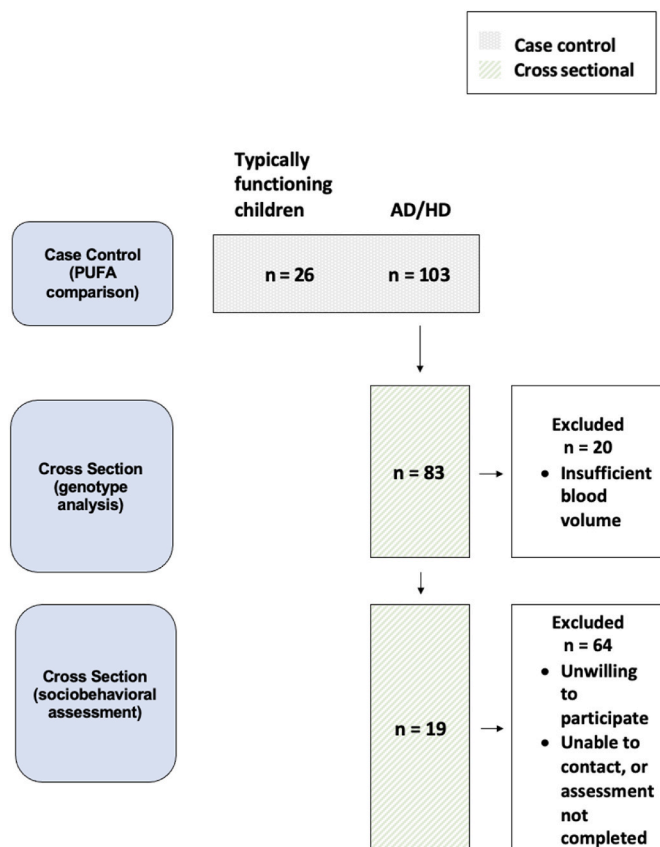 Case control
Cross sectional
Typically
functioning
children
AD/HD
Case Control
(PUFA
comparison)
n = 26
n = 103
Cross Section
(genotype
analysis)
n = 83
Excluded
n = 20
• Insufficient
blood
volume
Cross Section
(sociobehavioral
assessment)
n = 19
Excluded
n = 64
• Unwilling
to
participate
• Unable to
contact, or
assessment
not
completed